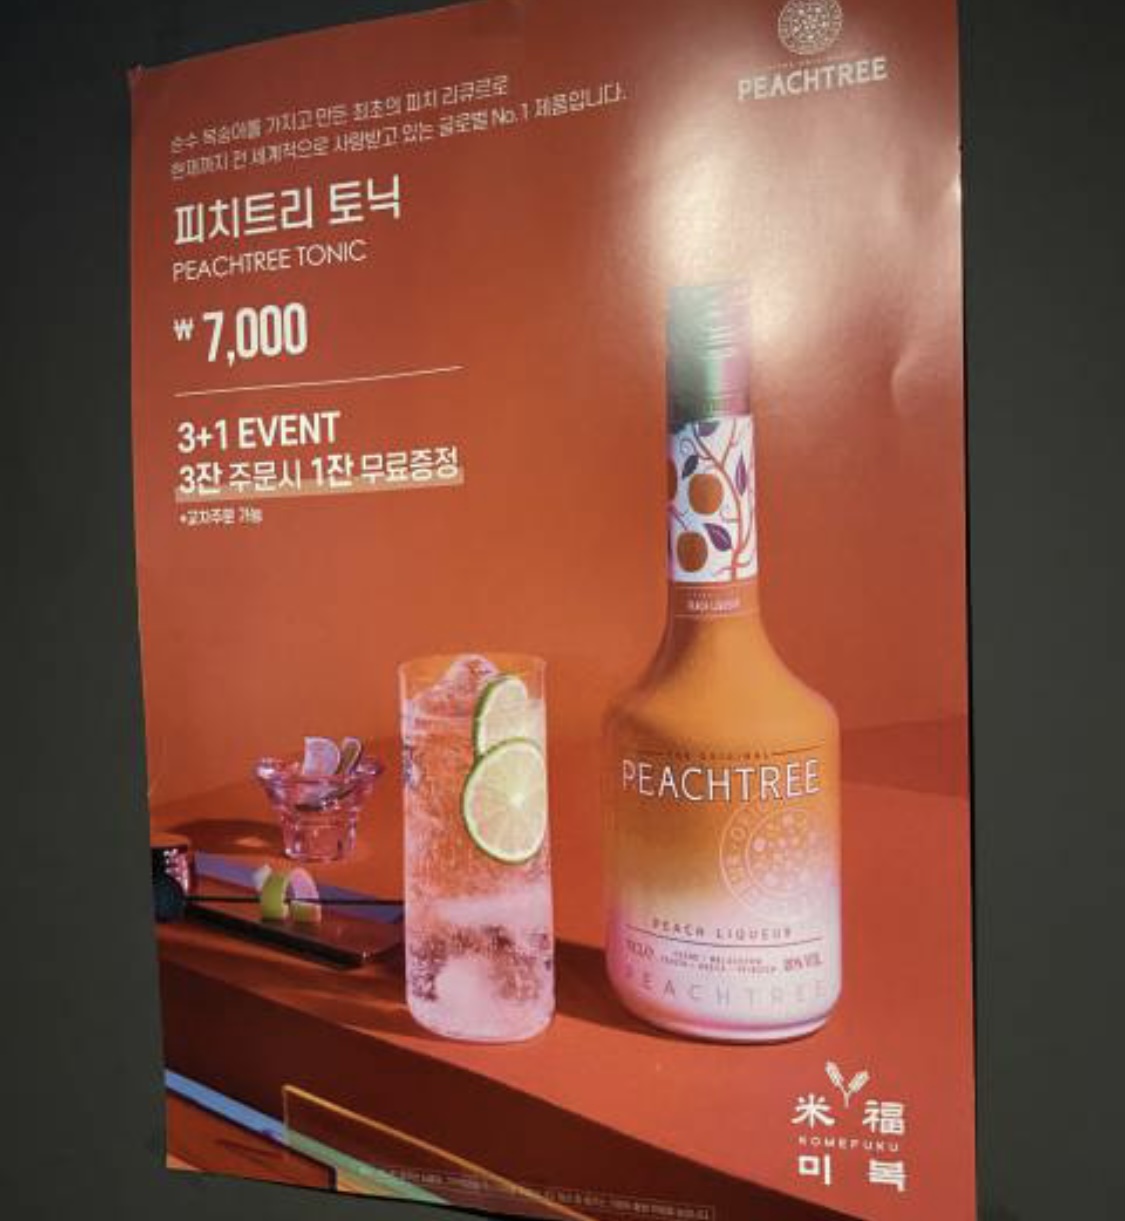 PEACHTREE
순수 복숭아를 가지고 만든 최초의 피치 리큐르로
현재까지 전 세계적으로 사랑받고 있는 글로벌 No.1 제품입니다.
피치트리 토닉
PEACHTREE TONIC
₩ 7,000
3+1 EVENT
3잔 주문시 1잔 무료증정
*교차주문 가능
PEACH LIQUEUR
THE ORIGINAL
PEACHTREE
PEACH LIQUEUR
PEACHTREE
米 福
KOMEFUKU
미 복